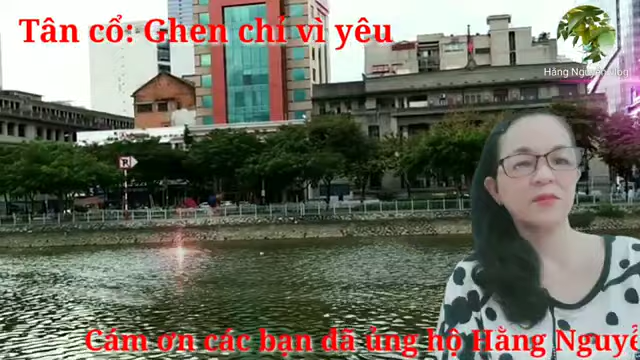 Tân cổ: Ghen chỉ vì yêu
Hằng Nguyễn vlog
Cám ơn các bạn đã ủng hộ Hằng Nguyễ